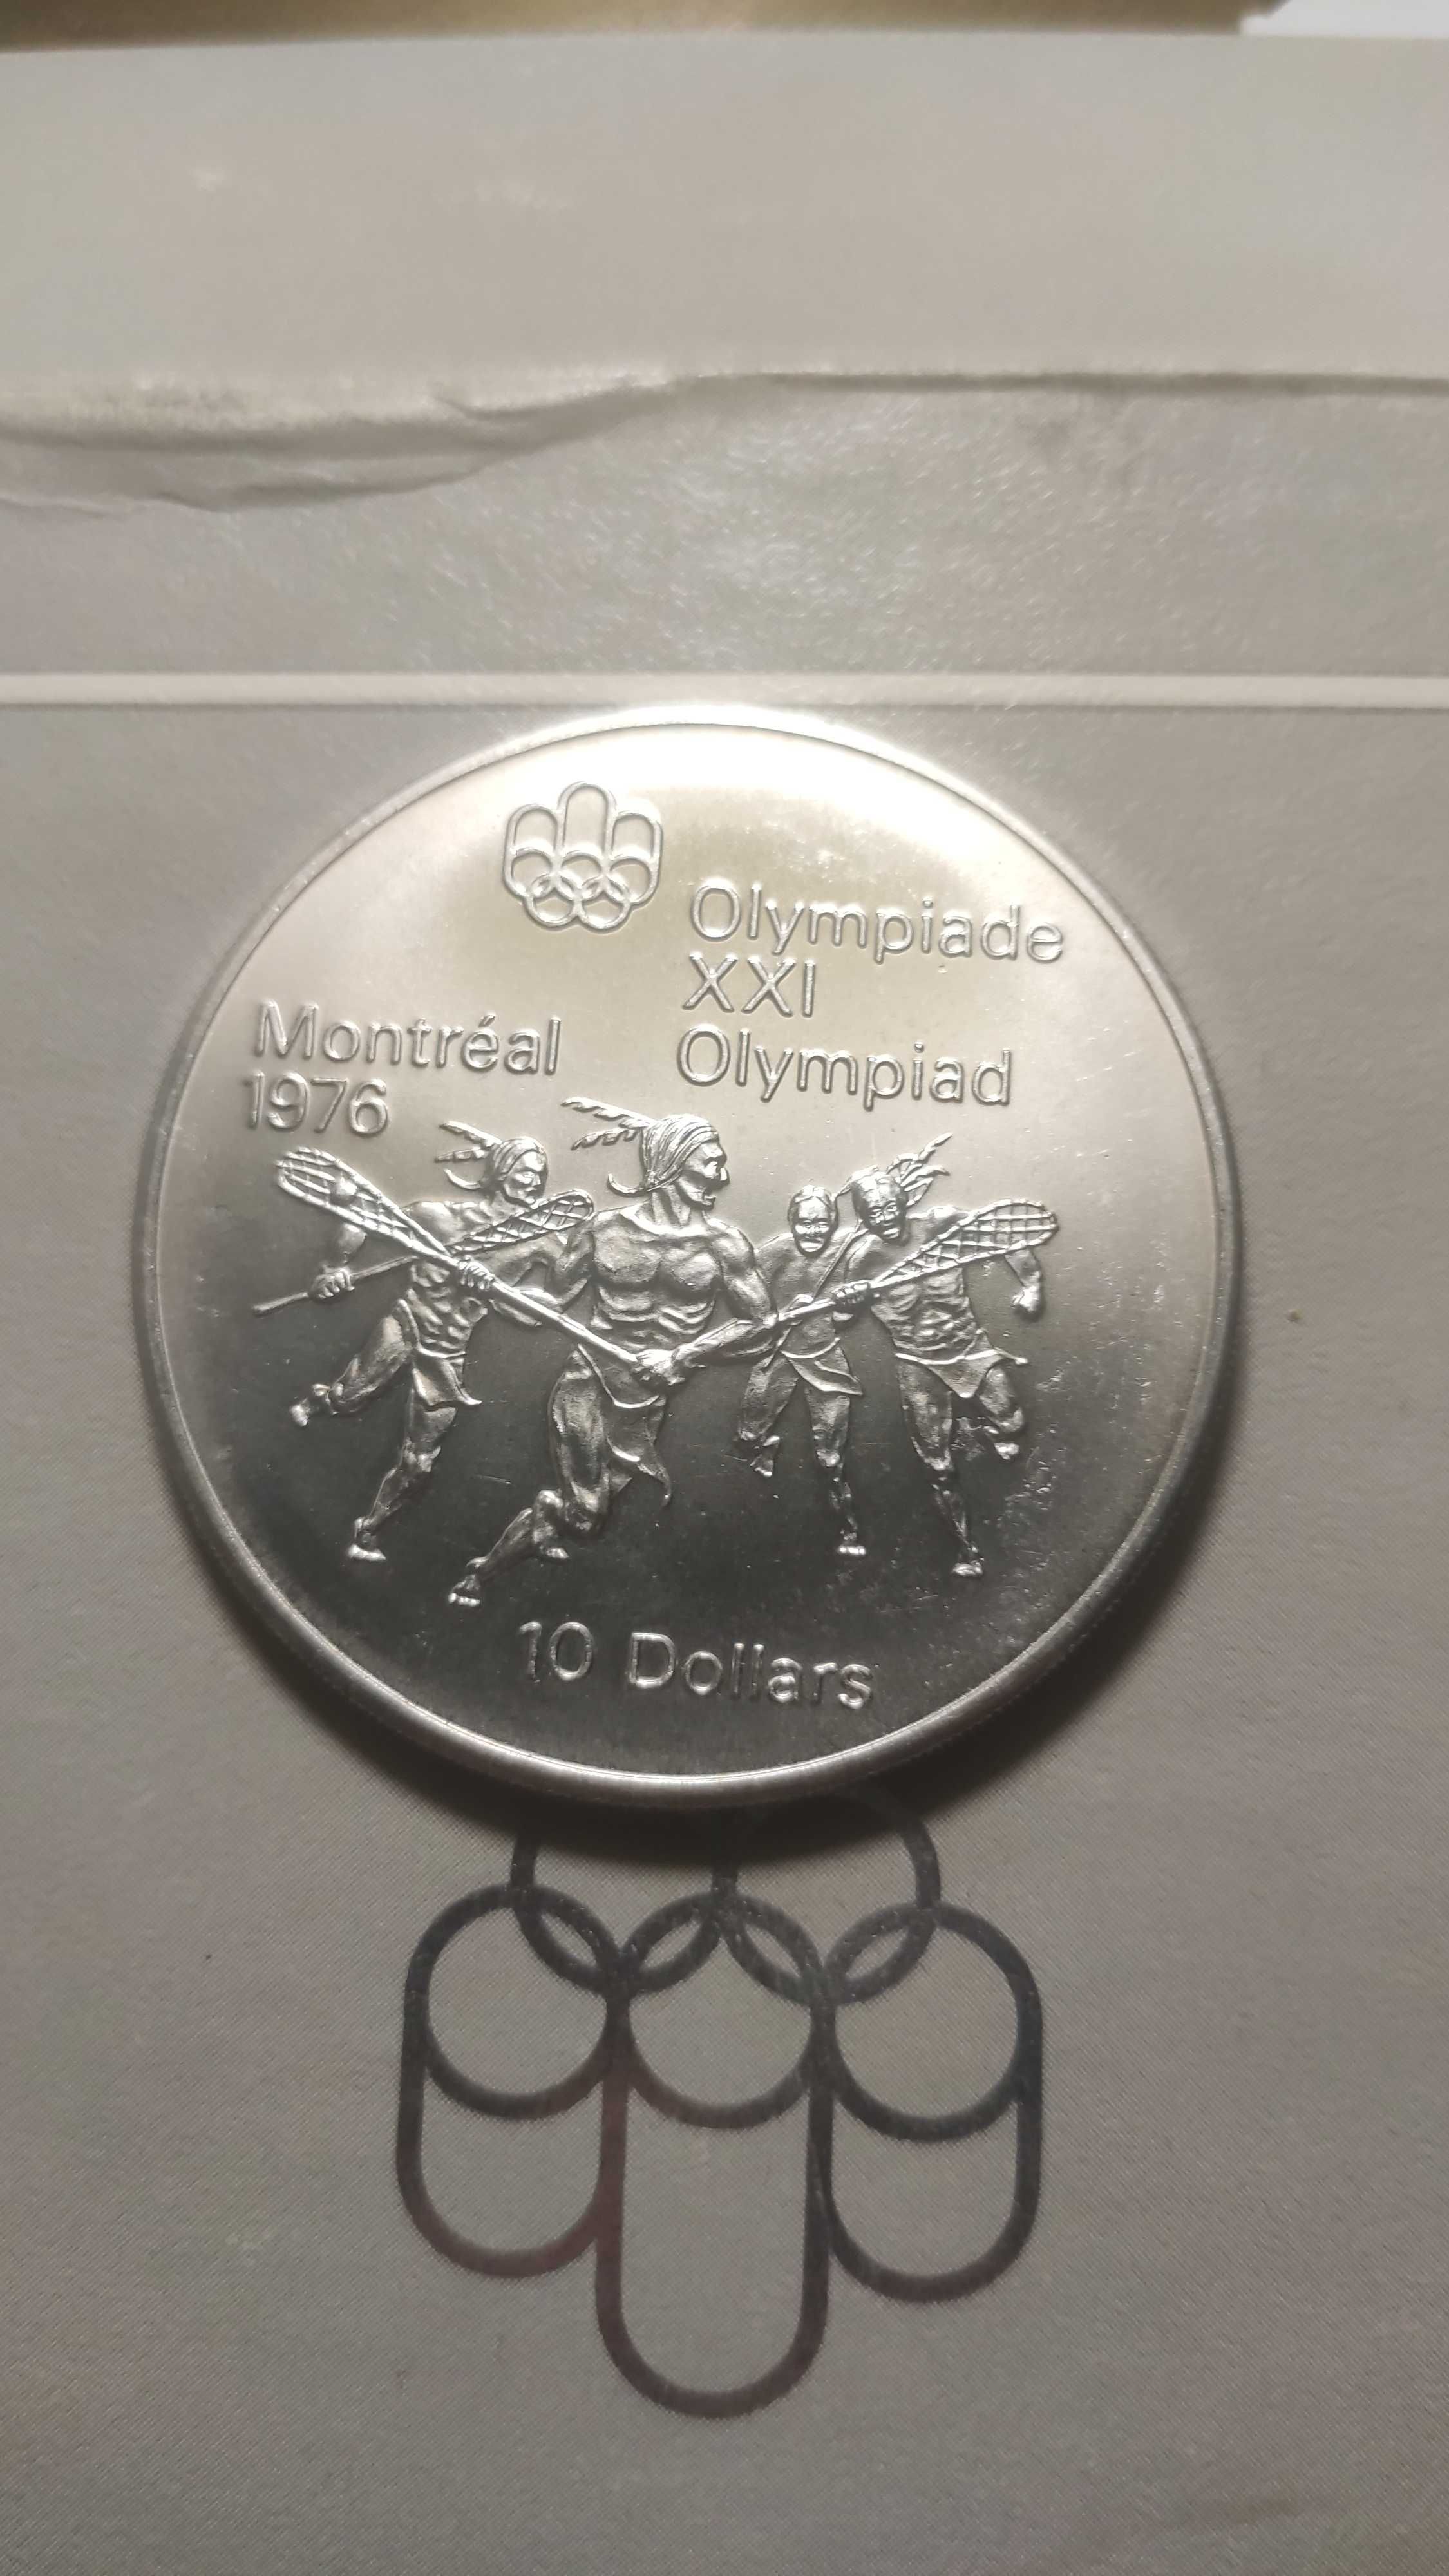 Olympiade
XXI
Olympiad
Montréal
1976
10 Dollars